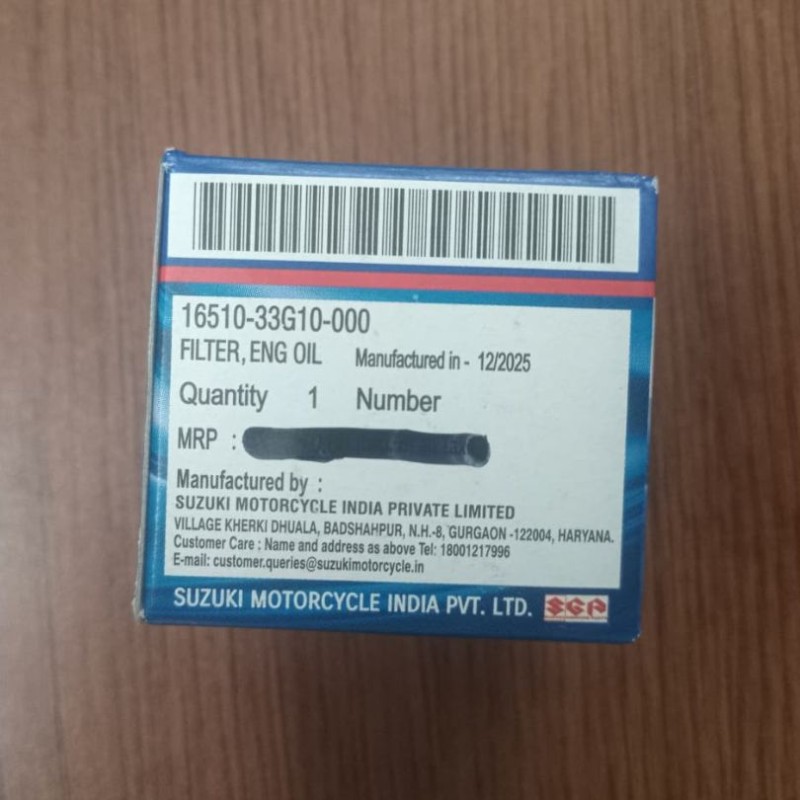 16510-33G10-000
FILTER, ENG OIL Manufactured in - 12/2025
Quantity 1 Number
MRP :
Manufactured by :
SUZUKI MOTORCYCLE INDIA PRIVATE LIMITED
VILLAGE KHERKI DHUALA, BADSHAHPUR, N.H.-8, GURGAON -122004, HARYANA.
Customer Care : Name and address as above Tel: 18001217996
E-mail: customer.queries@suzukimotorcycle.in
SUZUKI MOTORCYCLE INDIA PVT. LTD. SGP